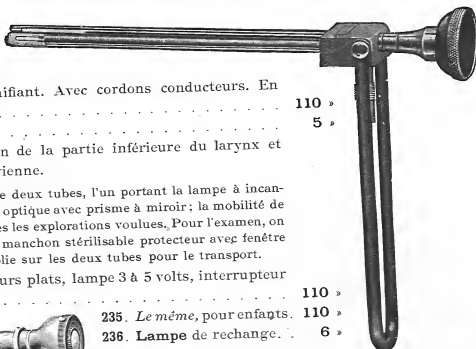 nifiant. Avec cordons conducteurs. En
. . . . . . . . . . . . . . . . . . 110 »
. . . . . . . . . . . . . . . . . . 5 »
n de la partie inférieure du larynx et
rienne.
e deux tubes, l'un portant la lampe à incan-
optique avec prisme à miroir ; la mobilité de
es les explorations voulues. Pour l'examen, on
manchon stérilisable protecteur avec fenêtre
plie sur les deux tubes pour le transport.
urs plats, lampe 3 à 5 volts, interrupteur
. . . . . . . . . . . . . . . . . . 110 »
235. Le même, pour enfants. 110 »
236. Lampe de rechange. . 6 »